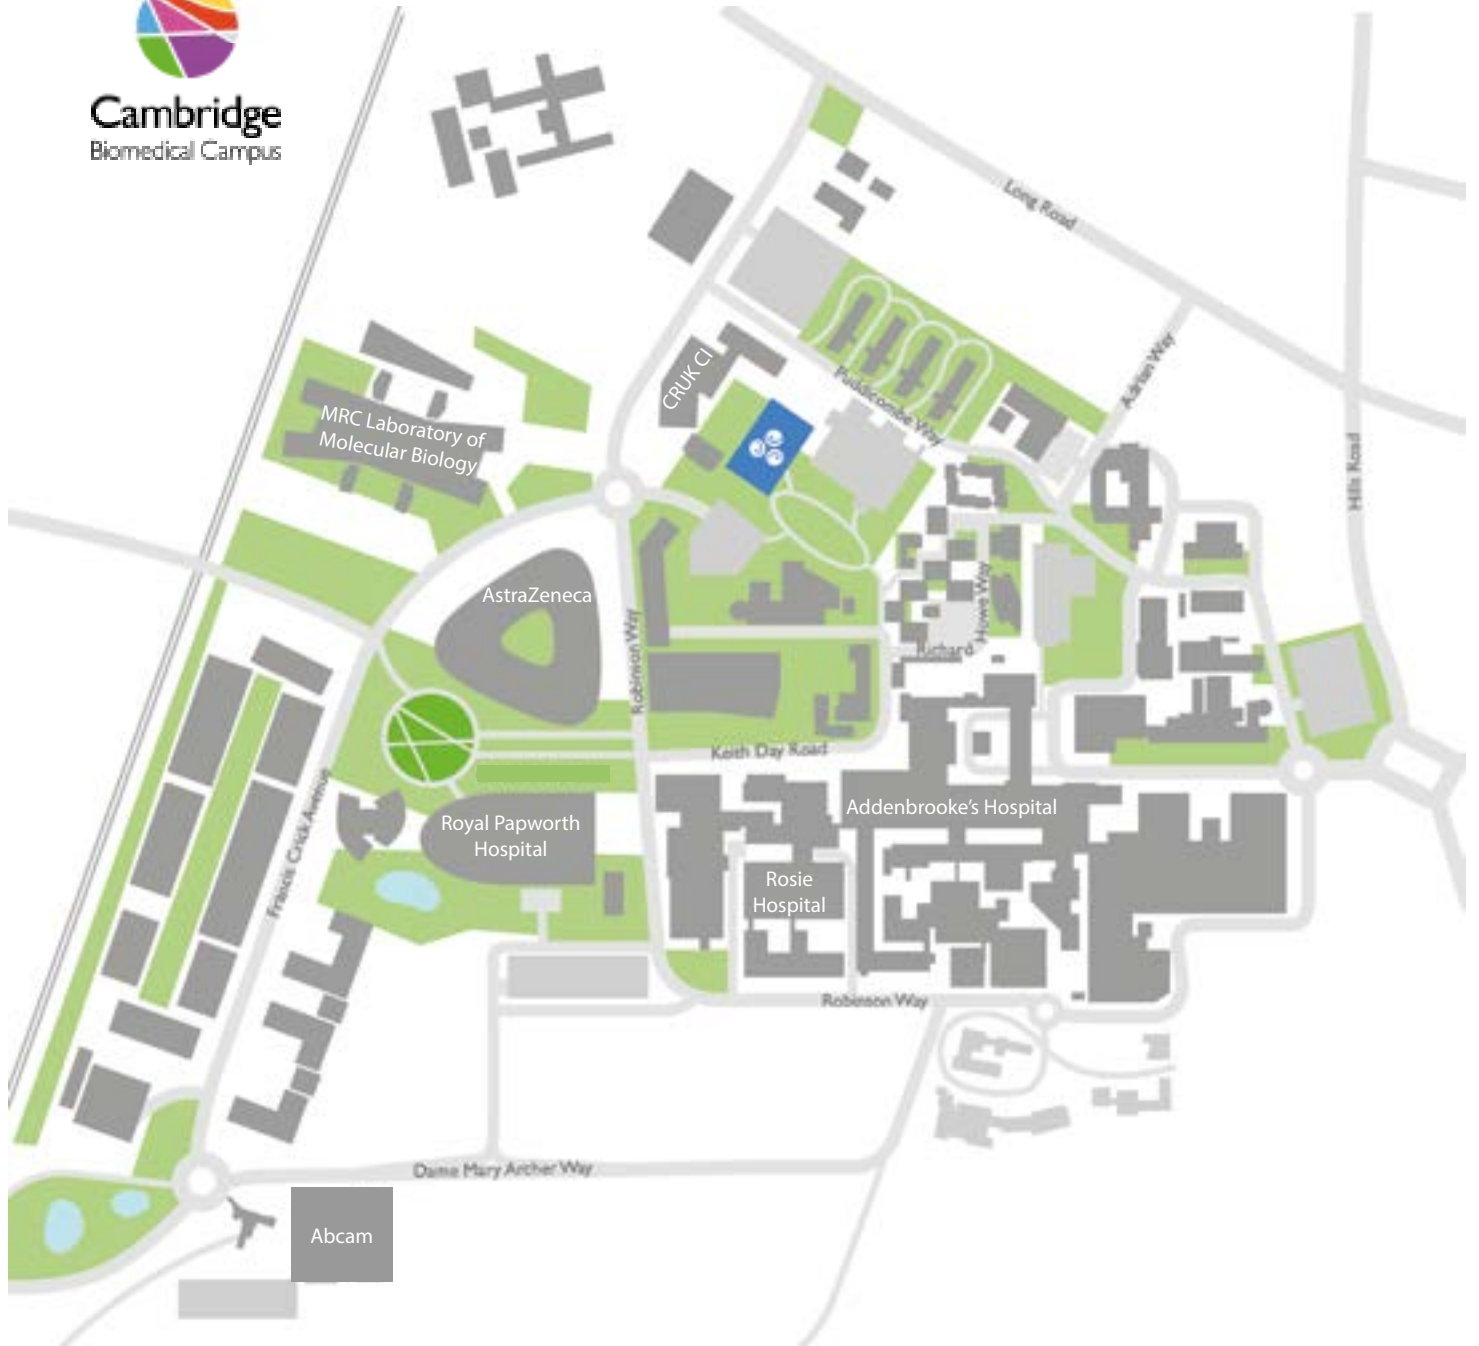 Cambridge
Biomedical Campus
Long Road
Adrian Way
Hills Road
CRUK CI
Puddicombe Way
MRC Laboratory of
Molecular Biology
AstraZeneca
Robinson Way
Richard
Howe Way
Keith Day Road
Francis Crick Avenue
Royal Papworth
Hospital
Addenbrooke's Hospital
Rosie
Hospital
Robinson Way
Dame Mary Archer Way
Abcam